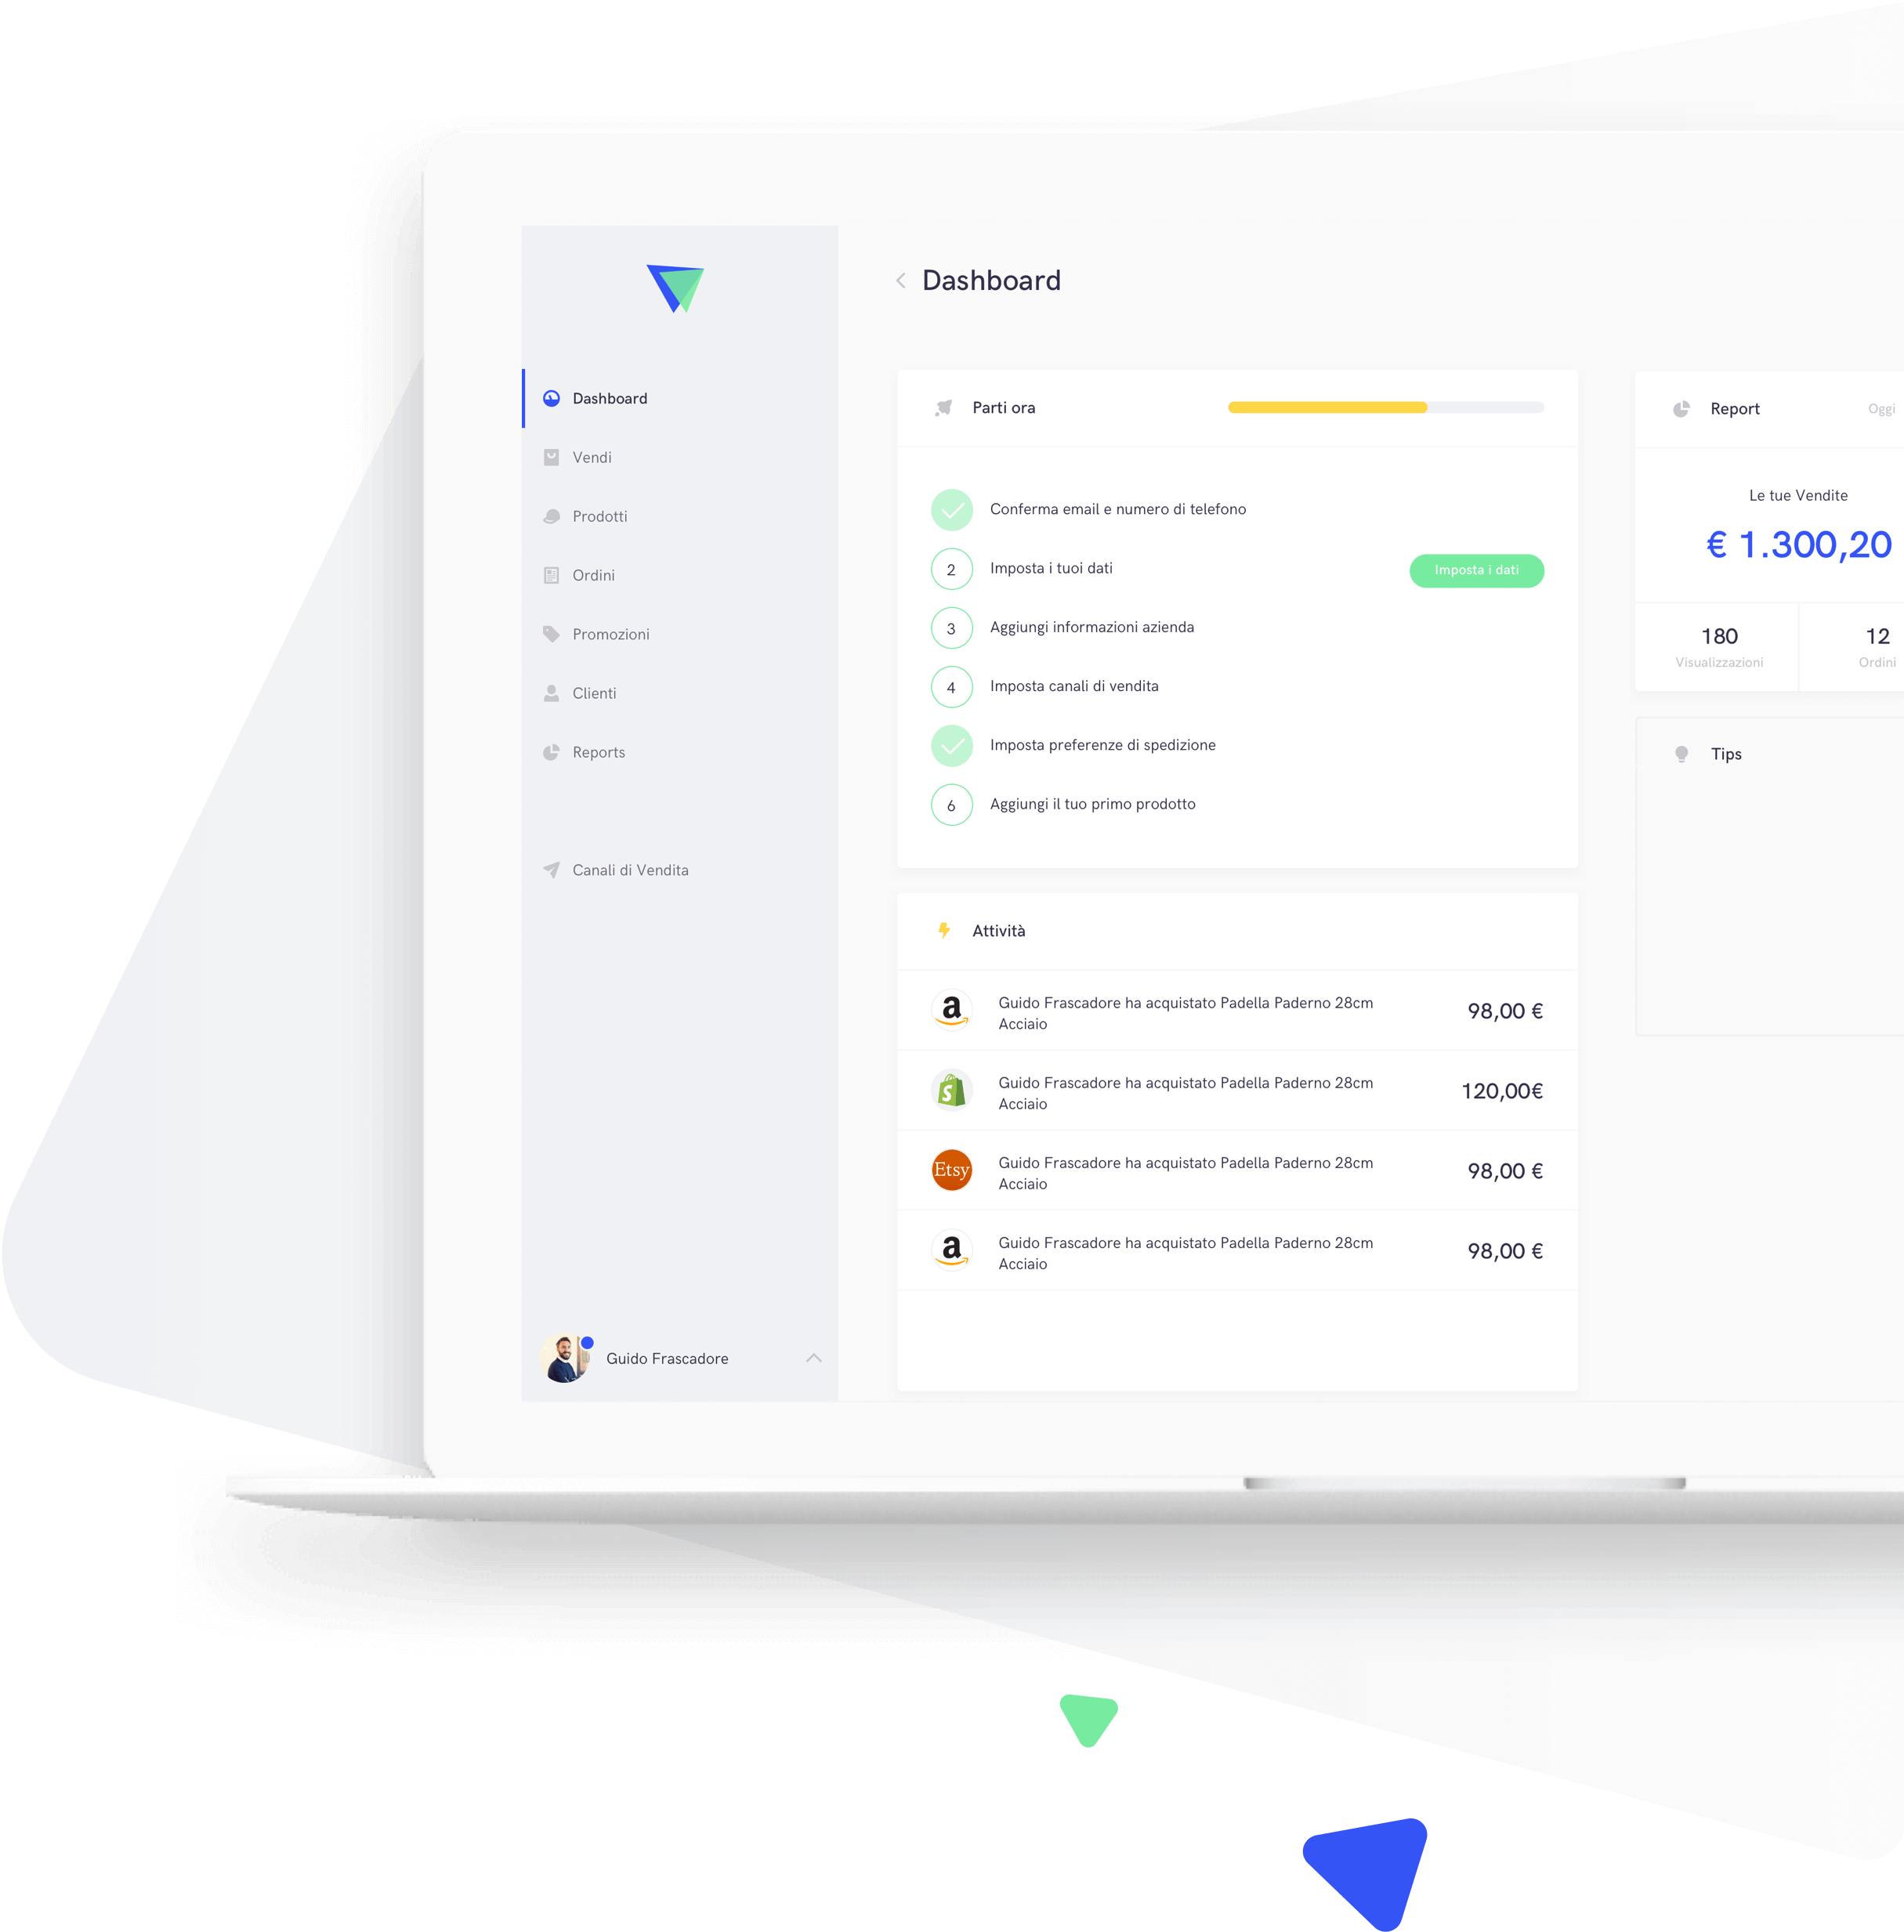 Dashboard
Vendi
Prodotti
Ordini
Promozioni
Clienti
Reports
Canali di Vendita
Guido Frascadore
Dashboard
Parti ora
Conferma email e numero di telefono
2
Imposta i tuoi dati
Imposta i dati
3
Aggiungi informazioni azienda
4
Imposta canali di vendita
Imposta preferenze di spedizione
6
Aggiungi il tuo primo prodotto
Attività
a
Guido Frascadore ha acquistato Padella Paderno 28cm
Acciaio
98,00 €
S
Guido Frascadore ha acquistato Padella Paderno 28cm
Acciaio
120,00€
Etsy
Guido Frascadore ha acquistato Padella Paderno 28cm
Acciaio
98,00 €
a
Guido Frascadore ha acquistato Padella Paderno 28cm
Acciaio
98,00 €
Report
Oggi
Le tue Vendite
€ 1.300,20
180
Visualizzazioni
12
Ordini
Tips